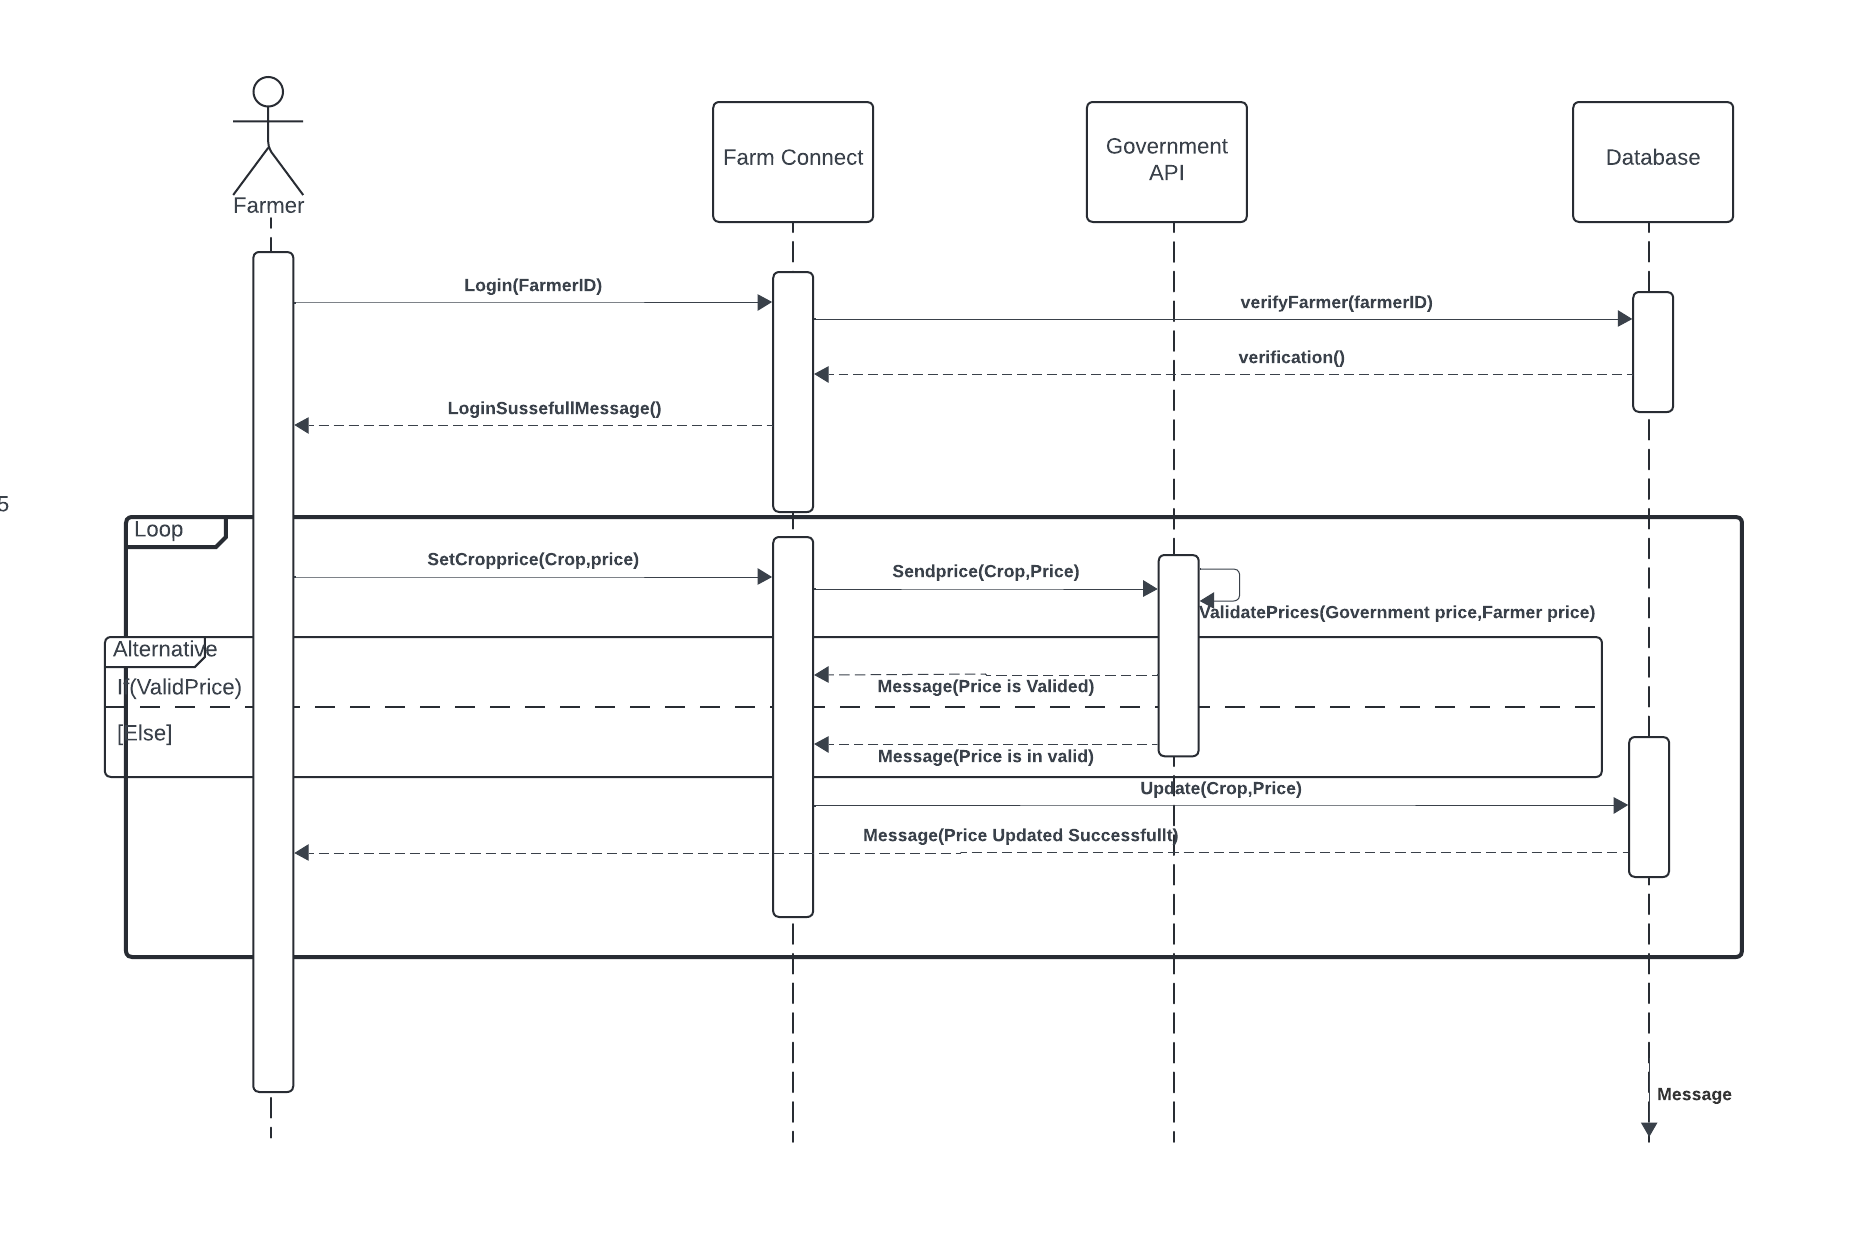 Farmer
Farm Connect
Government
API
Database
Login(FarmerID)
verifyFarmer(farmerID)
verification()
LoginSussefullMessage()
5
Loop
SetCropprice(Crop,price)
Sendprice(Crop,Price)
ValidatePrices(Government price,Farmer price)
Alternative
If(ValidPrice)
Message(Price is Valided)
[Else]
Message(Price is in valid)
Update(Crop,Price)
Message(Price Updated Successfullt)
Message